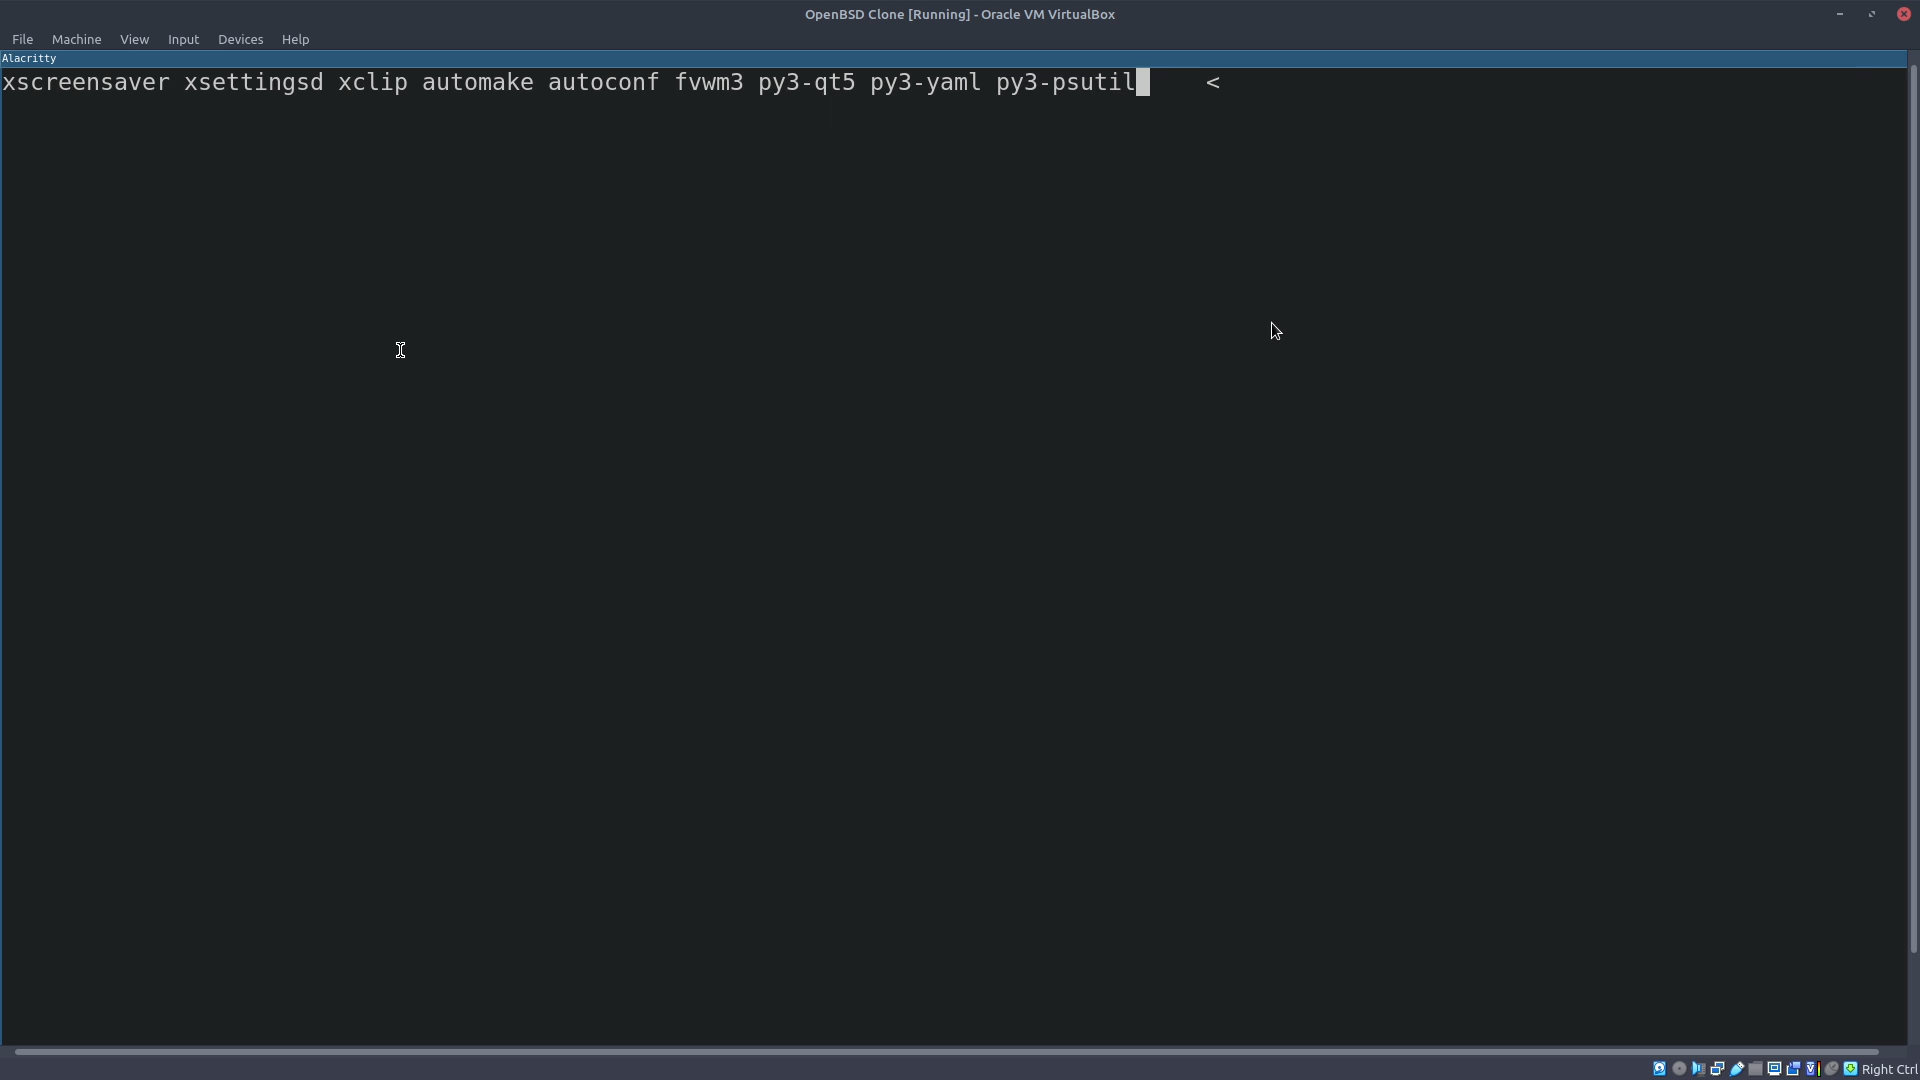 OpenBSD Clone [Running] - Oracle VM VirtualBox
File Machine View Input Devices Help
Alacritty
xscreensaver xsettingsd xclip automake autoconf fvwm3 py3-qt5 py3-yaml py3-psutil <
Right Ctrl